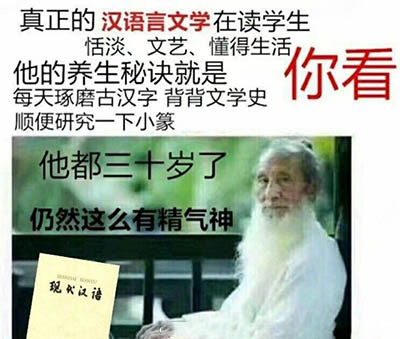 真正的 汉语言文学 在读学生
恬淡、文艺、懂得生活
他的养生秘诀就是
你看
每天琢磨古汉字 背背文学史
顺便研究一下小篆
他都三十岁了
仍然这么有精气神
现代汉语